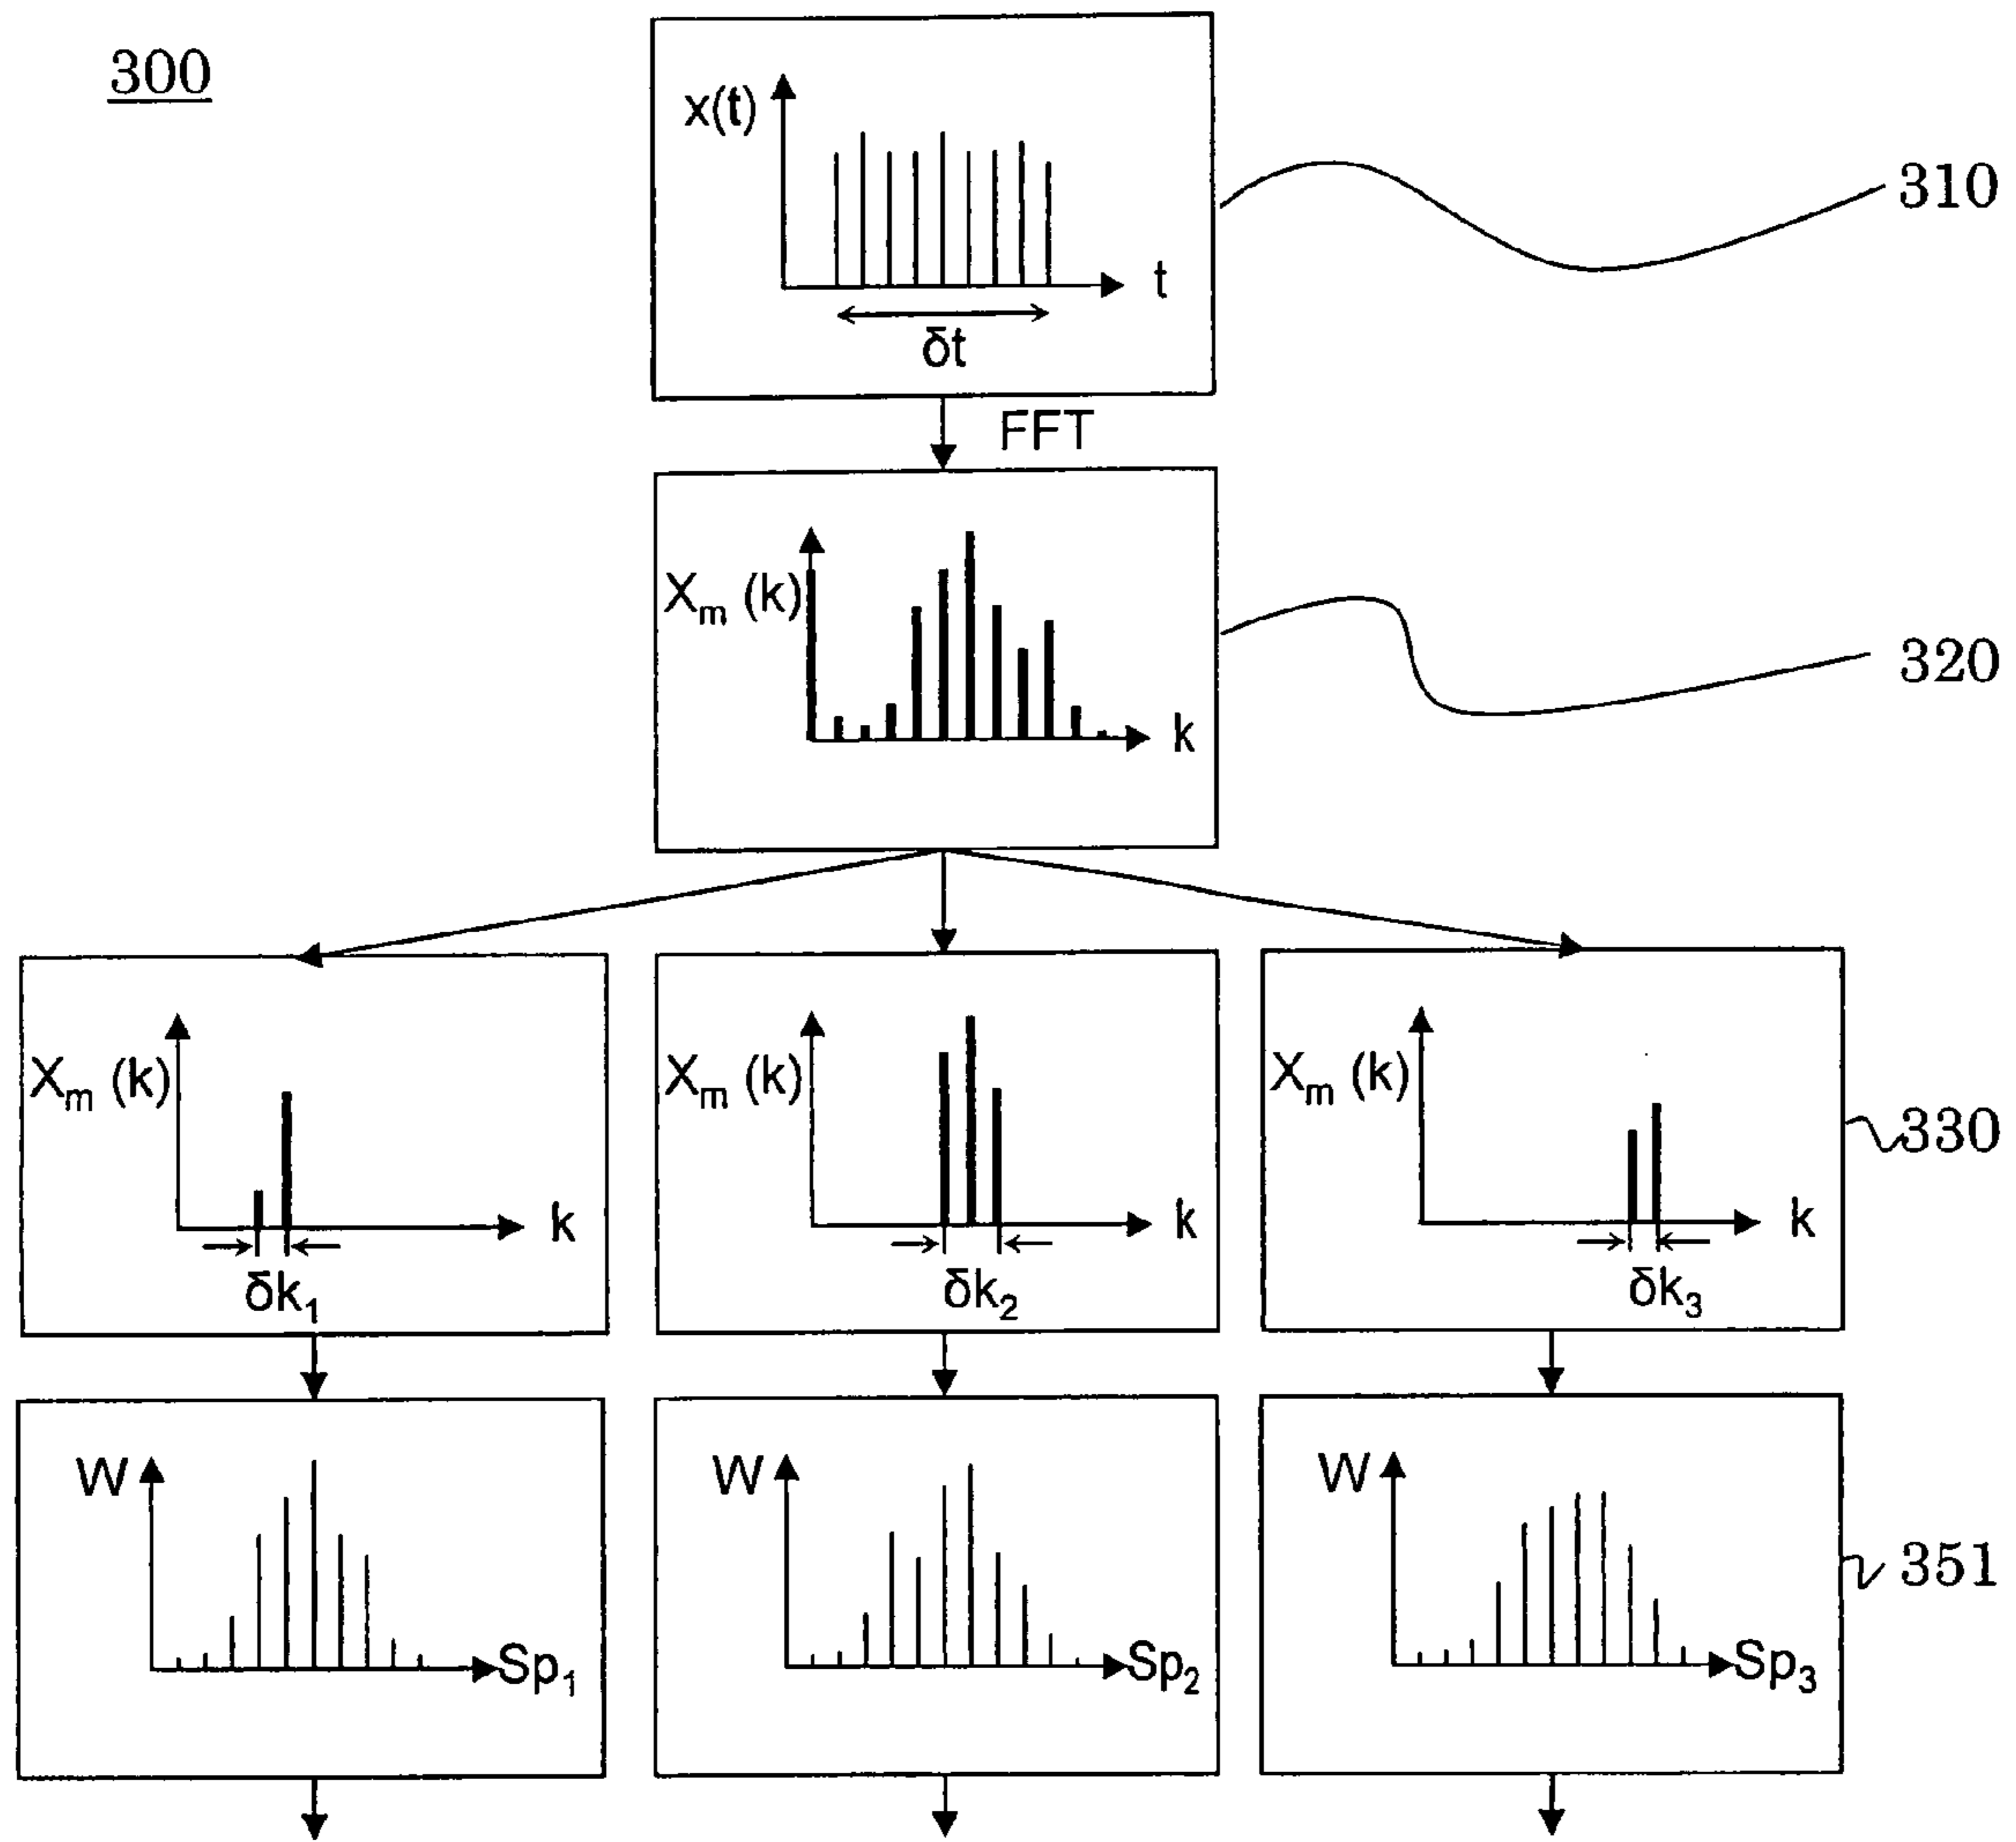 300
x(t)
t
δt
310
FFT
Xm (k)
k
320
Xm (k)
k
δk1
Xm (k)
k
δk2
Xm (k)
k
δk3
330
W
Sp1
W
Sp2
W
Sp3
351